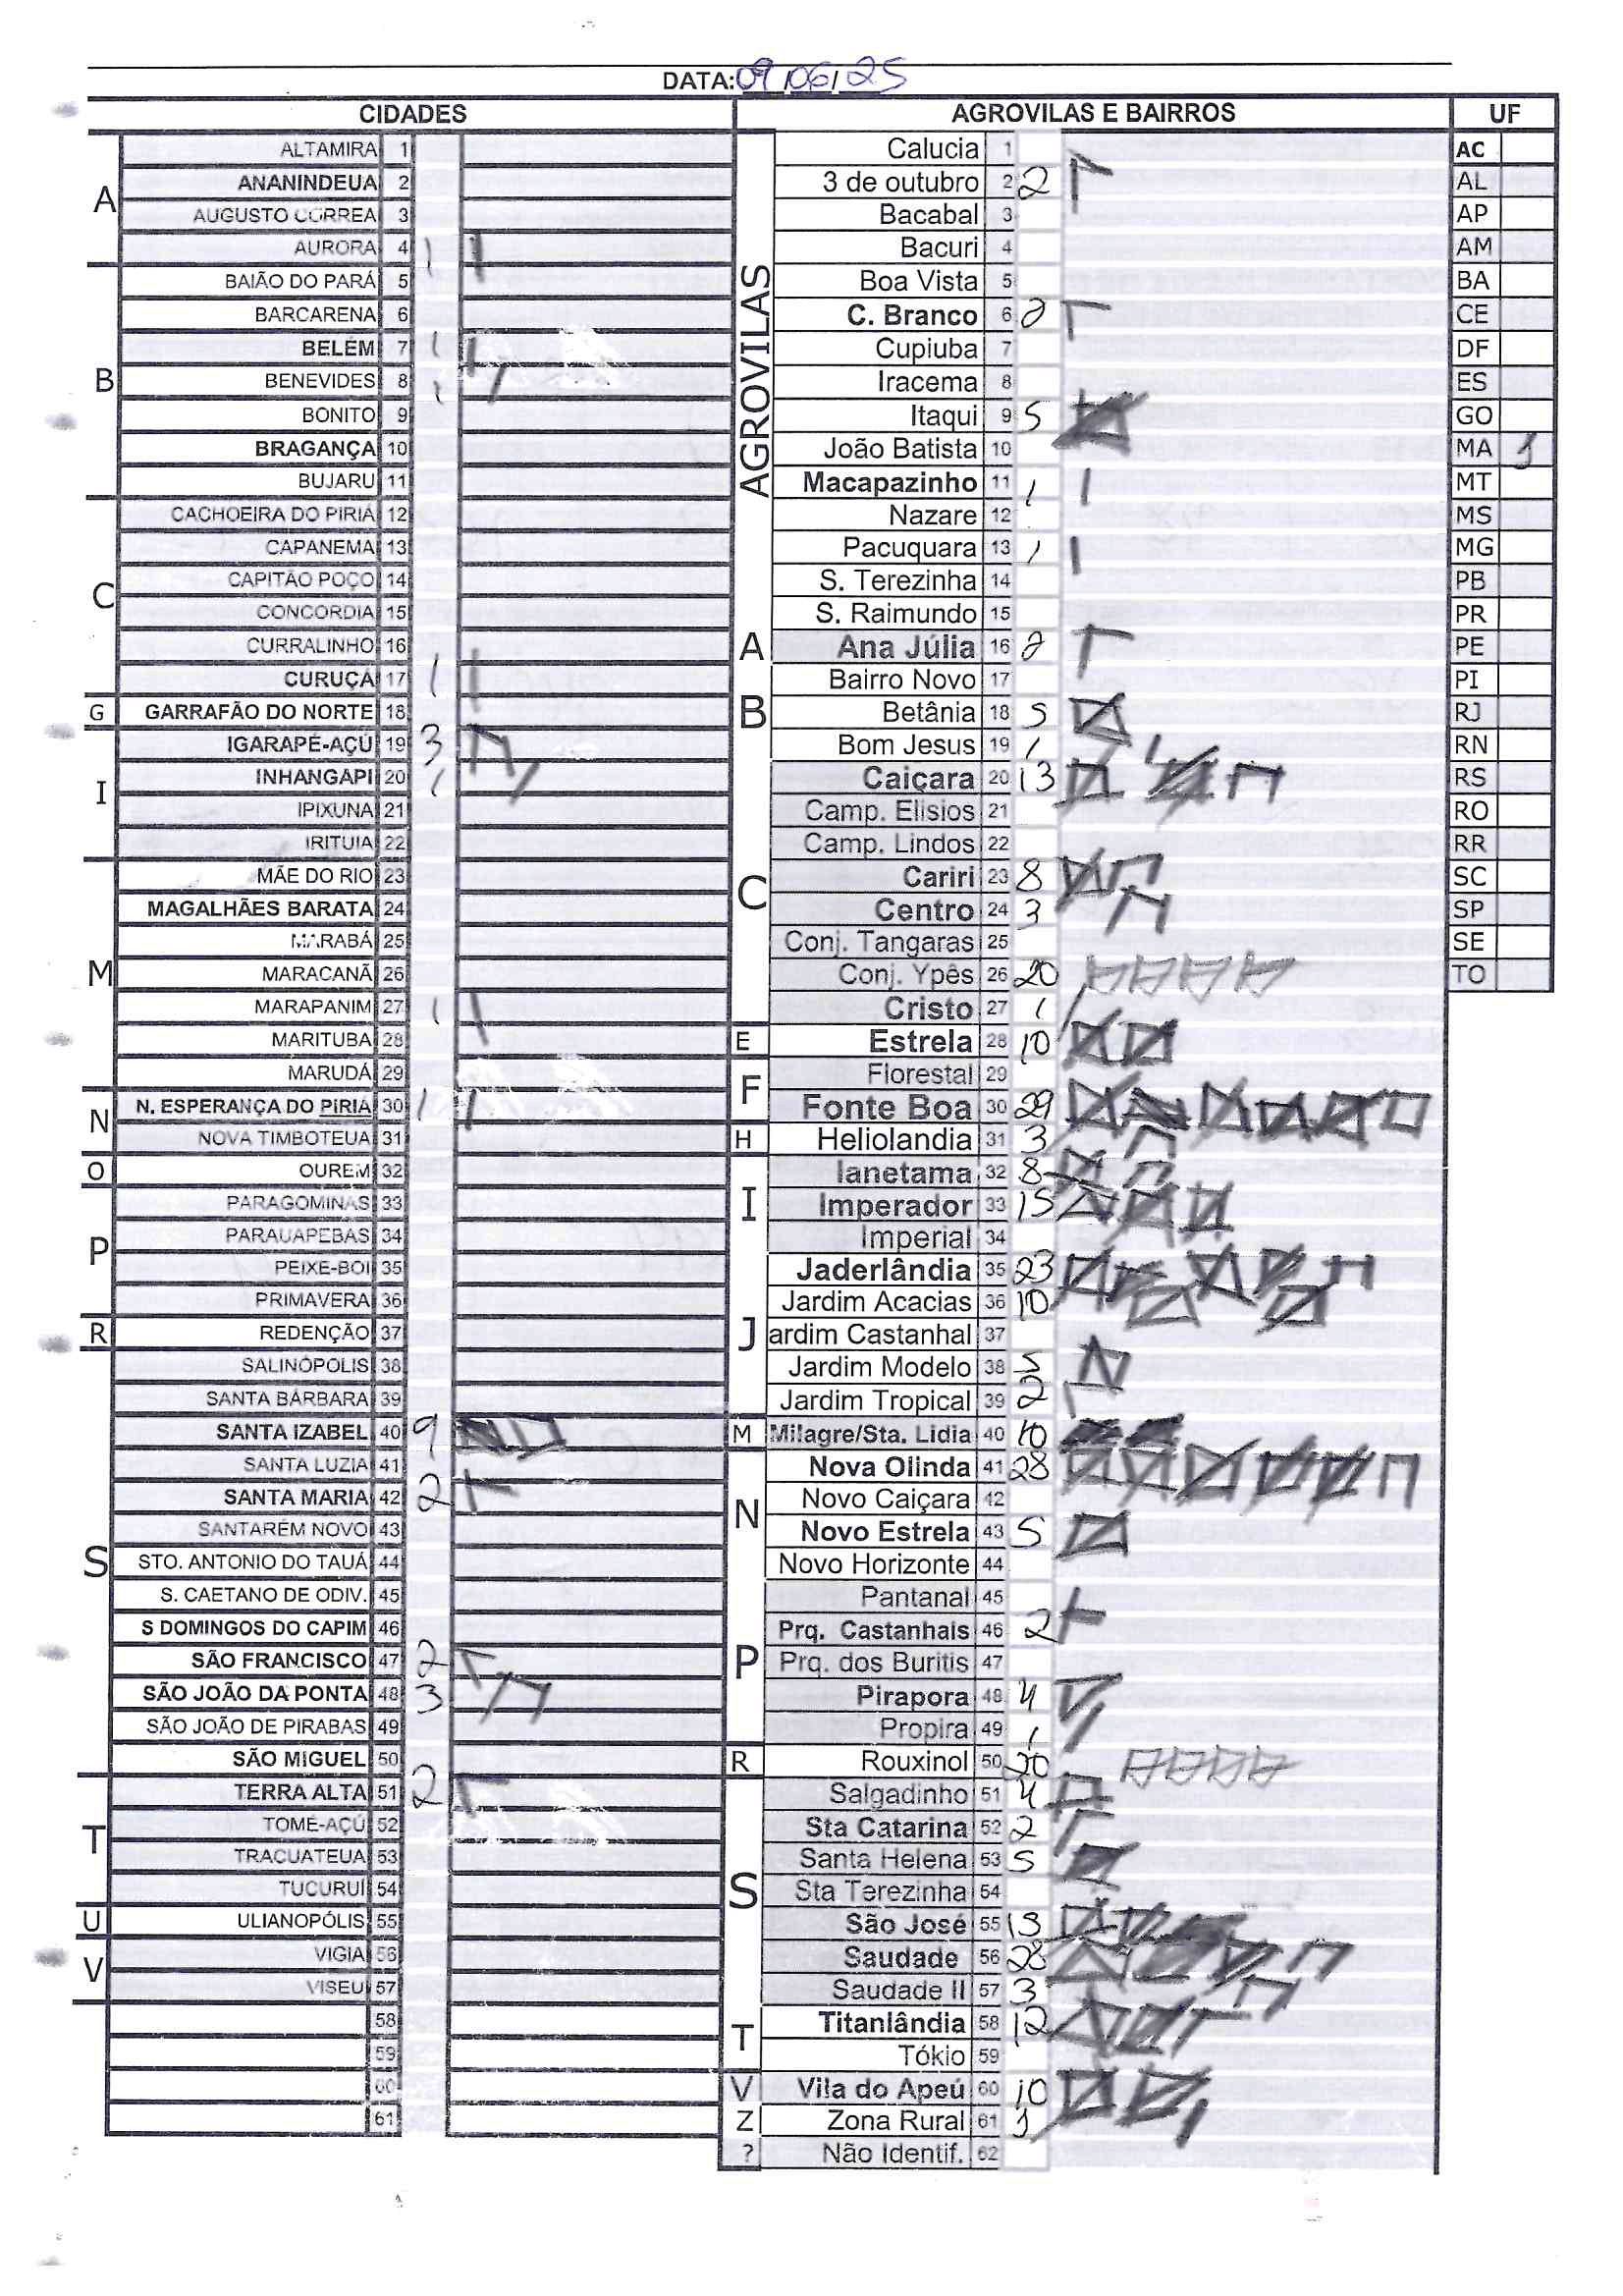 DATA: 09/06/25
CIDADES
A
ALTAMIRA 1
ANANINDEUA 2
AUGUSTO CORREA 3
AURORA 4 1
B
BAIÃO DO PARÁ 5
BARCARENA 6
BELÉM 7 1
BENEVIDES 8 1
BONITO 9
BRAGANÇA 10
BUJARU 11
C
CACHOEIRA DO PIRIÁ 12
CAPANEMA 13
CAPITÃO POÇO 14
CONCORDIA 15
CURRALINHO 16
CURUÇA 17 1
G
GARRAFÃO DO NORTE 18
I
IGARAPÉ-AÇÚ 19 3
INHANGAPI 20 1
IPIXUNA 21
IRITUIA 22
M
MÃE DO RIO 23
MAGALHÃES BARATA 24
MARABÁ 25
MARACANÃ 26
MARAPANIM 27 1
MARITUBA 28
MARUDÁ 29
N
N. ESPERANÇA DO PIRIÁ 30 1
NOVA TIMBOTEUA 31
O
OUREM 32
P
PARAGOMINAS 33
PARAUAPEBAS 34
PEIXE-BOI 35
PRIMAVERA 36
R
REDENÇÃO 37
S
SALINÓPOLIS 38
SANTA BÁRBARA 39
SANTA IZABEL 40 9
SANTA LUZIA 41
SANTA MARIA 42 2
SANTARÉM NOVO 43
STO. ANTONIO DO TAUÁ 44
S. CAETANO DE ODIV. 45
S DOMINGOS DO CAPIM 46
SÃO FRANCISCO 47 2
SÃO JOÃO DA PONTA 48 3
SÃO JOÃO DE PIRABAS 49
SÃO MIGUEL 50
T
TERRA ALTA 51 2
TOMÉ-AÇÚ 52
TRACUATEUA 53
TUCURUÍ 54
U
ULIANOPÓLIS 55
V
VIGIA 56
VISEU 57
58
59
60
61
AGROVILAS E BAIRROS
AGROVILAS
Calucia 1
3 de outubro 2 2
Bacabal 3
Bacuri 4
Boa Vista 5
C. Branco 6 2
Cupiuba 7
Iracema 8
Itaqui 9 5
João Batista 10
Macapazinho 11 1
Nazare 12
Pacuquara 13 1
S. Terezinha 14
S. Raimundo 15
A
Ana Júlia 16 2
B
Bairro Novo 17
Betânia 18 5
Bom Jesus 19 1
C
Caiçara 20 13
Camp. Elisios 21
Camp. Lindos 22
Cariri 23 8
Centro 24 3
Conj. Tangaras 25
Conj. Ypês 26 20
Cristo 27 1
E
Estrela 28 10
F
Florestal 29
Fonte Boa 30 29
H
Heliolandia 31 3
I
Ianetama 32 8
Imperador 33 15
Imperial 34
J
Jaderlândia 35 23
Jardim Acacias 36 10
ardim Castanhal 37
Jardim Modelo 38 5
Jardim Tropical 39 2
M
Milagre/Sta. Lidia 40 10
N
Nova Olinda 41 28
Novo Caiçara 42
Novo Estrela 43 5
Novo Horizonte 44
P
Pantanal 45
Prq. Castanhais 46 2
Prq. dos Buritis 47
Pirapora 48 4
Propira 49 1
R
Rouxinol 50 20
S
Salgadinho 51 4
Sta Catarina 52 2
Santa Helena 53 5
Sta Terezinha 54
São José 55 13
Saudade 56 28
Saudade II 57 3
T
Titanlândia 58 12
Tókio 59
V
Vila do Apeú 60 10
Z
Zona Rural 61 1
?
Não Identif. 62
UF
AC
AL
AP
AM
BA
CE
DF
ES
GO
MA 1
MT
MS
MG
PB
PR
PE
PI
RJ
RN
RS
RO
RR
SC
SP
SE
TO